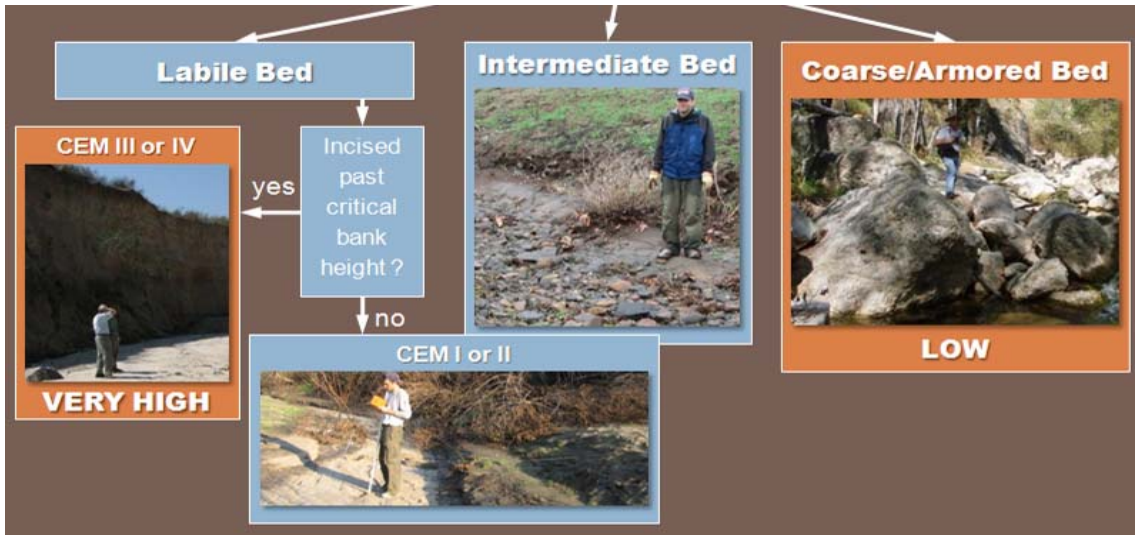 Labile Bed
Intermediate Bed
Coarse/Armored Bed
CEM III or IV
yes
Incised
past
critical
bank
height ?
no
VERY HIGH
CEM I or II
LOW